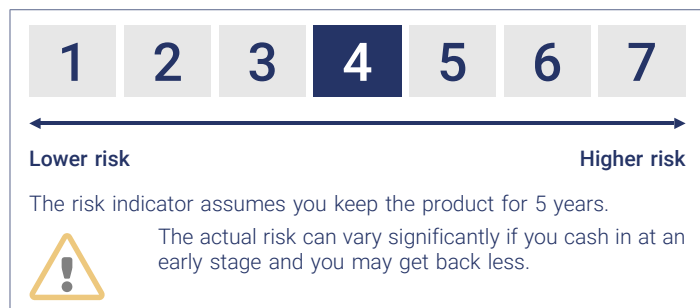 1 2 3 4 5 6 7
Lower risk Higher risk
The risk indicator assumes you keep the product for 5 years.
The actual risk can vary significantly if you cash in at an
early stage and you may get back less.